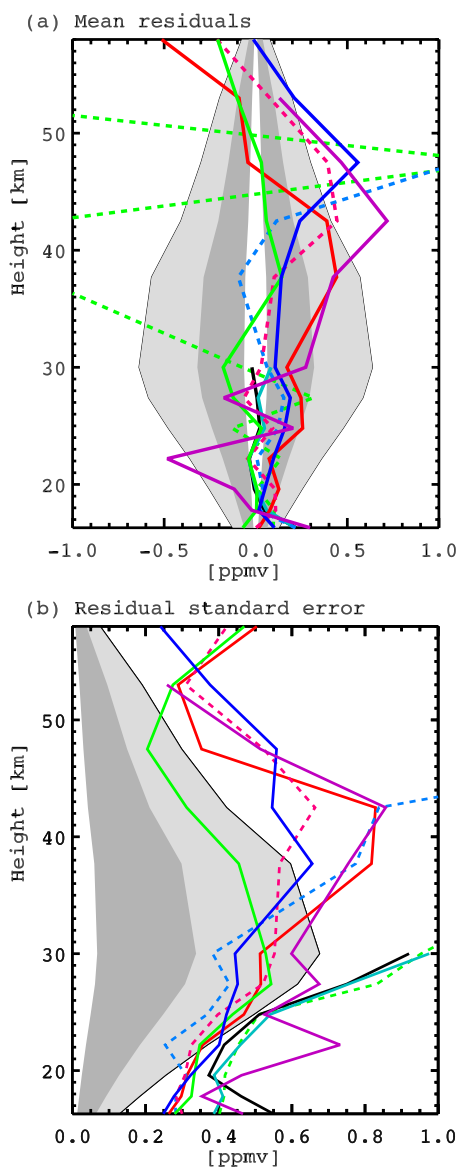 (a) Mean residuals
Height [km]
50
40
30
20
-1.0 -0.5 0.0 0.5 1.0
[ppmv]
(b) Residual standard error
Height [km]
50
40
30
20
0.0 0.2 0.4 0.6 0.8 1.0
[ppmv]